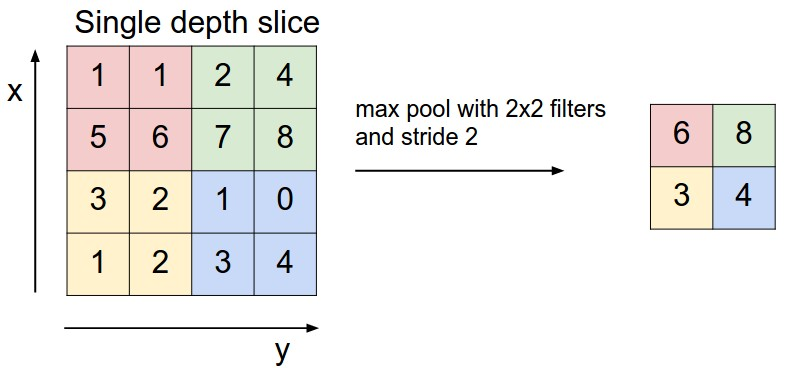 Single depth slice
x
1 1 2 4
5 6 7 8
3 2 1 0
1 2 3 4
y
max pool with 2x2 filters
and stride 2
6 8
3 4